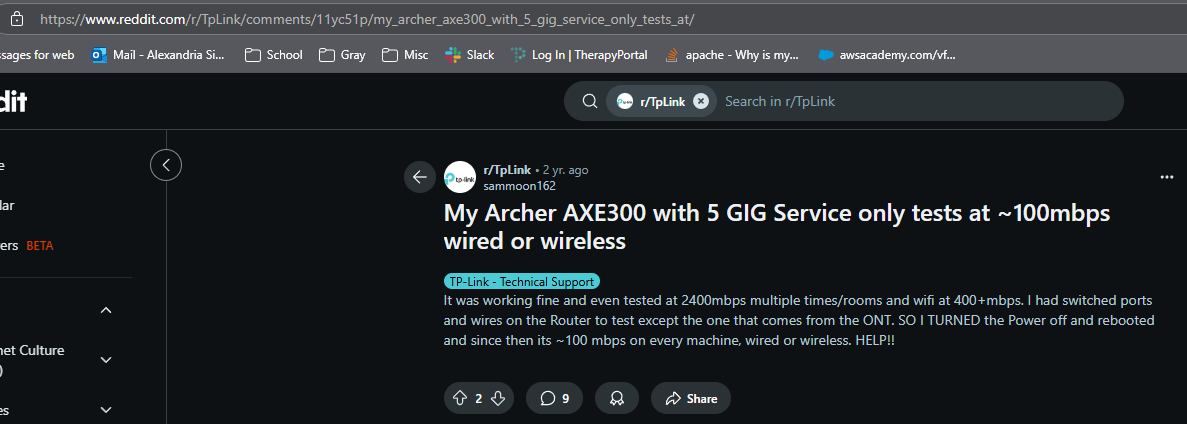 https://www.reddit.com/r/TpLink/comments/11yc51p/my_archer_axe300_with_5_gig_service_only_tests_at/
ssages for web Mail - Alexandria Si... School Gray Misc Slack Log In | TherapyPortal apache - Why is my... awsacademy.com/vf...
dit r/TpLink Search in r/TpLink
e
lar
ers BETA
net Culture
)
es
r/TpLink • 2 yr. ago
sammoon162
My Archer AXE300 with 5 GIG Service only tests at ~100mbps
wired or wireless
TP-Link - Technical Support
It was working fine and even tested at 2400mbps multiple times/rooms and wifi at 400+mbps. I had switched ports
and wires on the Router to test except the one that comes from the ONT. SO I TURNED the Power off and rebooted
and since then its ~100 mbps on every machine, wired or wireless. HELP!!
2 9 Share